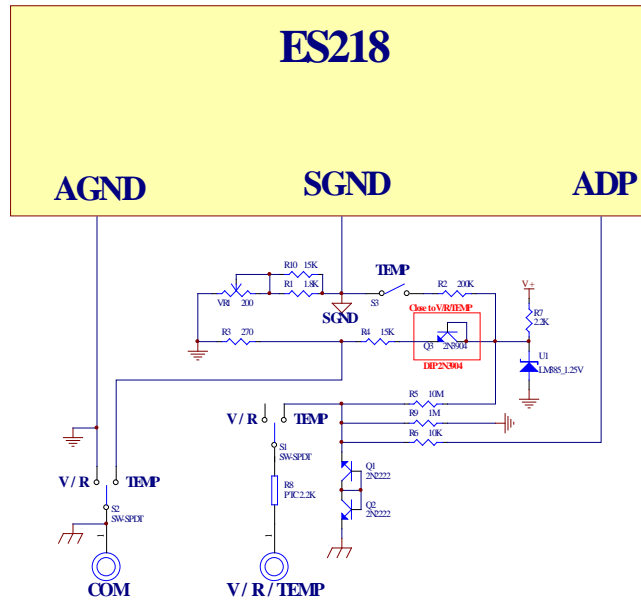 ES218
AGND SGND ADP
R10 15K
TEMP
R1 1.8K
R2 200K
V+
VR1 200
S3
SGND
Close to V/R/TEMP
R7
2.2K
R3 270
R4 15K
Q3 2N3904
DIP 2N3904
U1
LM385_1.25V
R5 10M
V / R TEMP
R9 1M
R6 10K
S1
SW-SPDT
Q1
2N2222
V / R TEMP
R8
PTC 2.2K
S2
SW-SPDT
Q2
2N2222
1
1
COM
V / R / TEMP